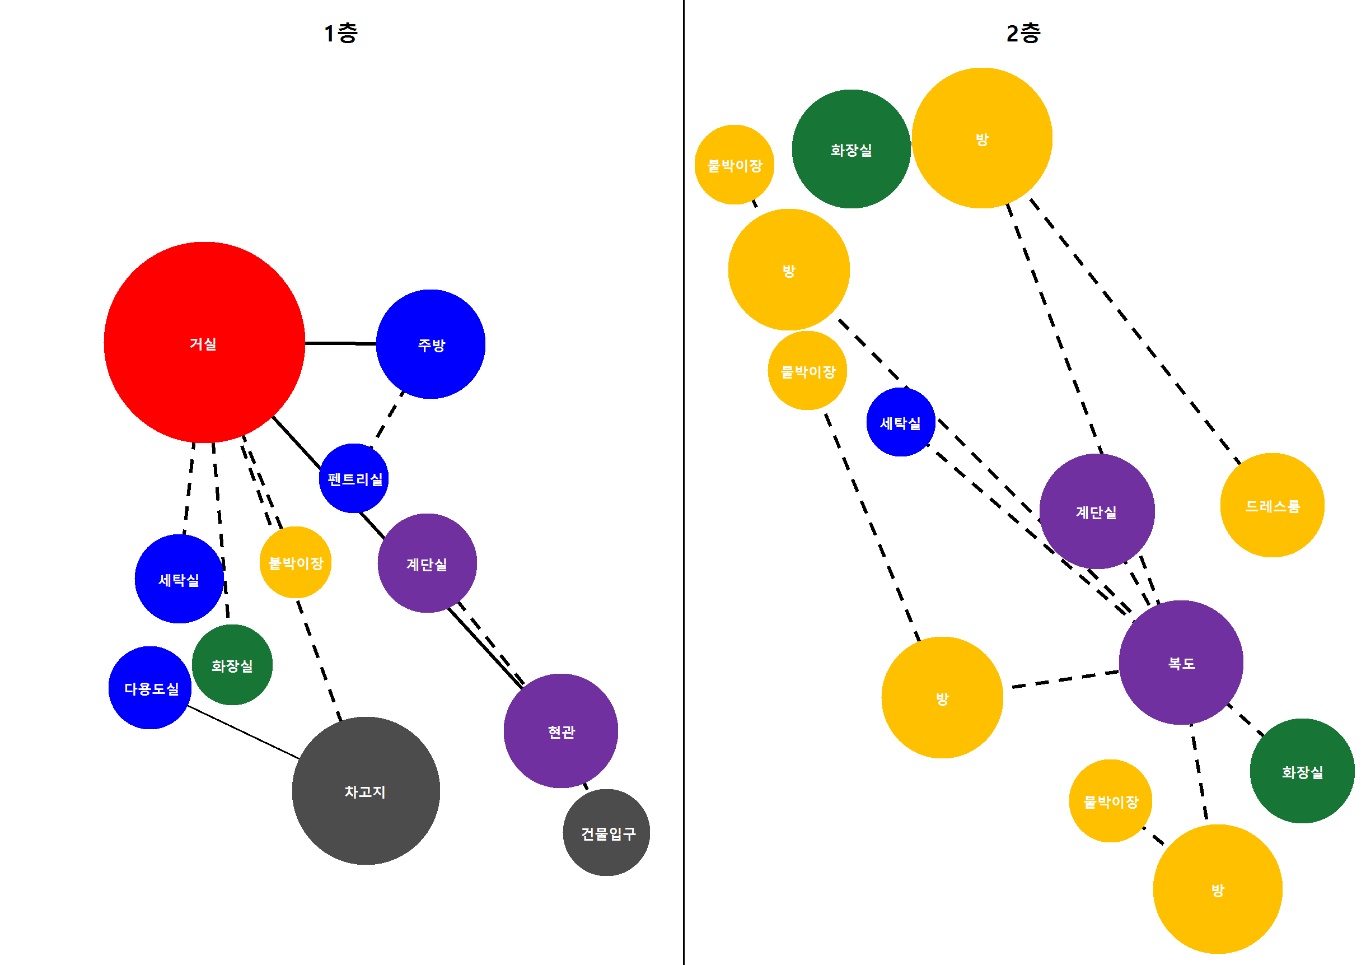 1층
거실
주방
펜트리실
계단실
붙박이장
세탁실
화장실
다용도실
현관
차고지
건물입구
2층
방
화장실
붙박이장
방
붙박이장
세탁실
계단실
드레스룸
복도
방
화장실
붙박이장
방